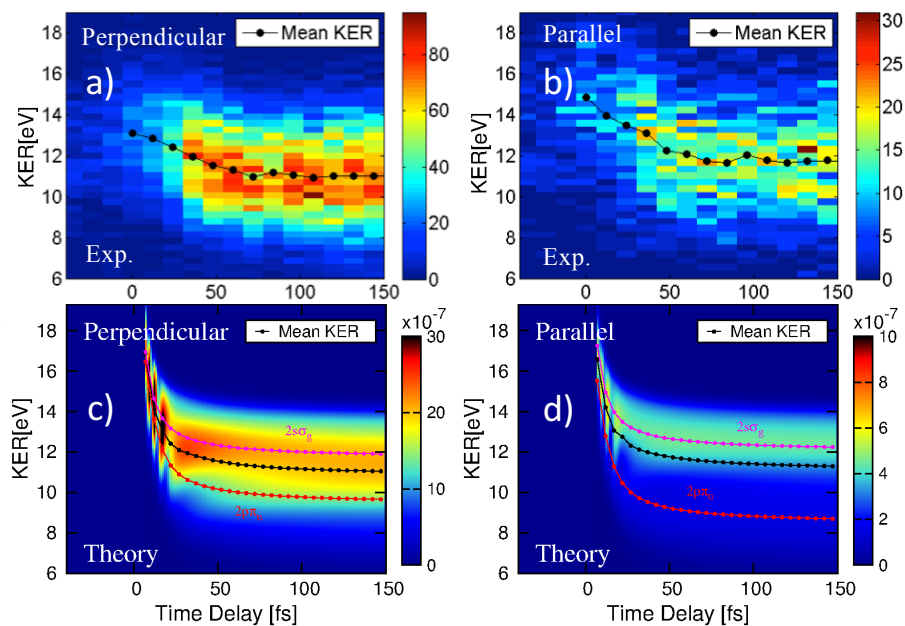 Perpendicular
Mean KER
a)
Exp.
KER[eV]
18
16
14
12
10
8
6
0
50
100
150
80
60
40
20
0
Parallel
Mean KER
b)
Exp.
KER[eV]
18
16
14
12
10
8
6
0
50
100
150
30
25
20
15
10
5
0
Perpendicular
Mean KER
c)
2sσg
2pπu
Theory
KER[eV]
18
16
14
12
10
8
6
0
50
100
150
Time Delay [fs]
x10-7
30
20
10
0
Parallel
Mean KER
d)
2sσg
2pπu
Theory
KER[eV]
18
16
14
12
10
8
6
0
50
100
150
Time Delay [fs]
x10-7
10
8
6
4
2
0